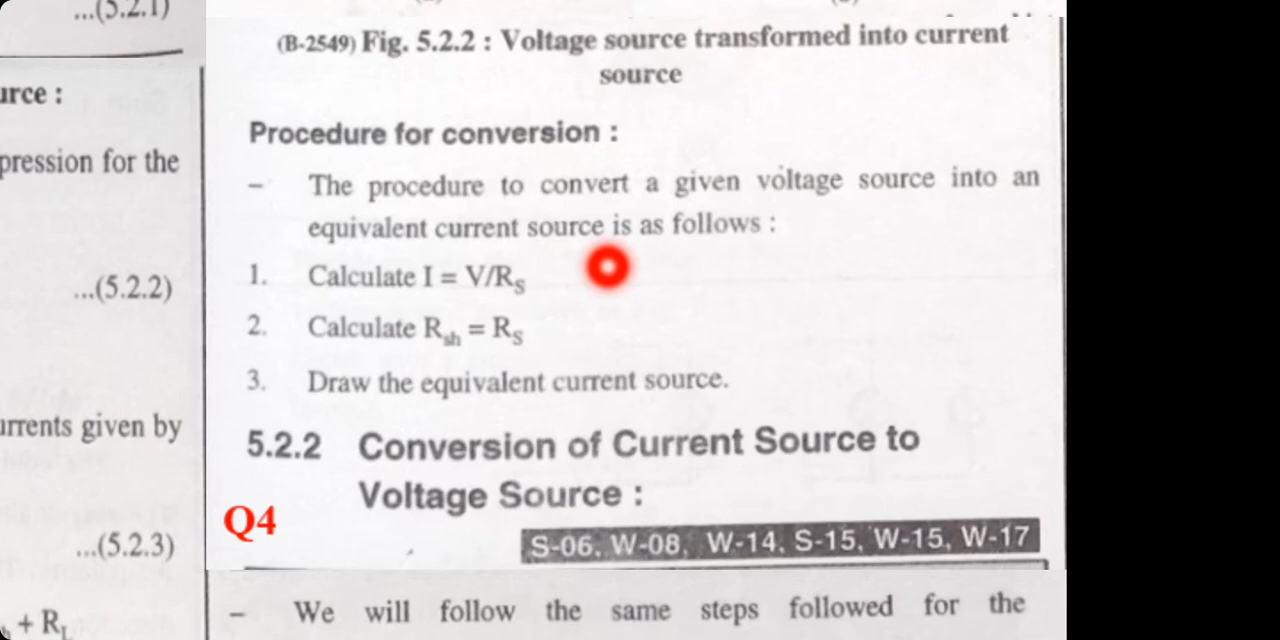 ...(5.2.1)
urce :
pression for the
...(5.2.2)
urrents given by
...(5.2.3)
+ RL
(B-2549) Fig. 5.2.2 : Voltage source transformed into current
source
Procedure for conversion :
– The procedure to convert a given voltage source into an
equivalent current source is as follows :
1. Calculate I = V/RS
2. Calculate Rsh = RS
3. Draw the equivalent current source.
5.2.2 Conversion of Current Source to
Voltage Source :
Q4
S-06, W-08, W-14, S-15, W-15, W-17
– We will follow the same steps followed for the